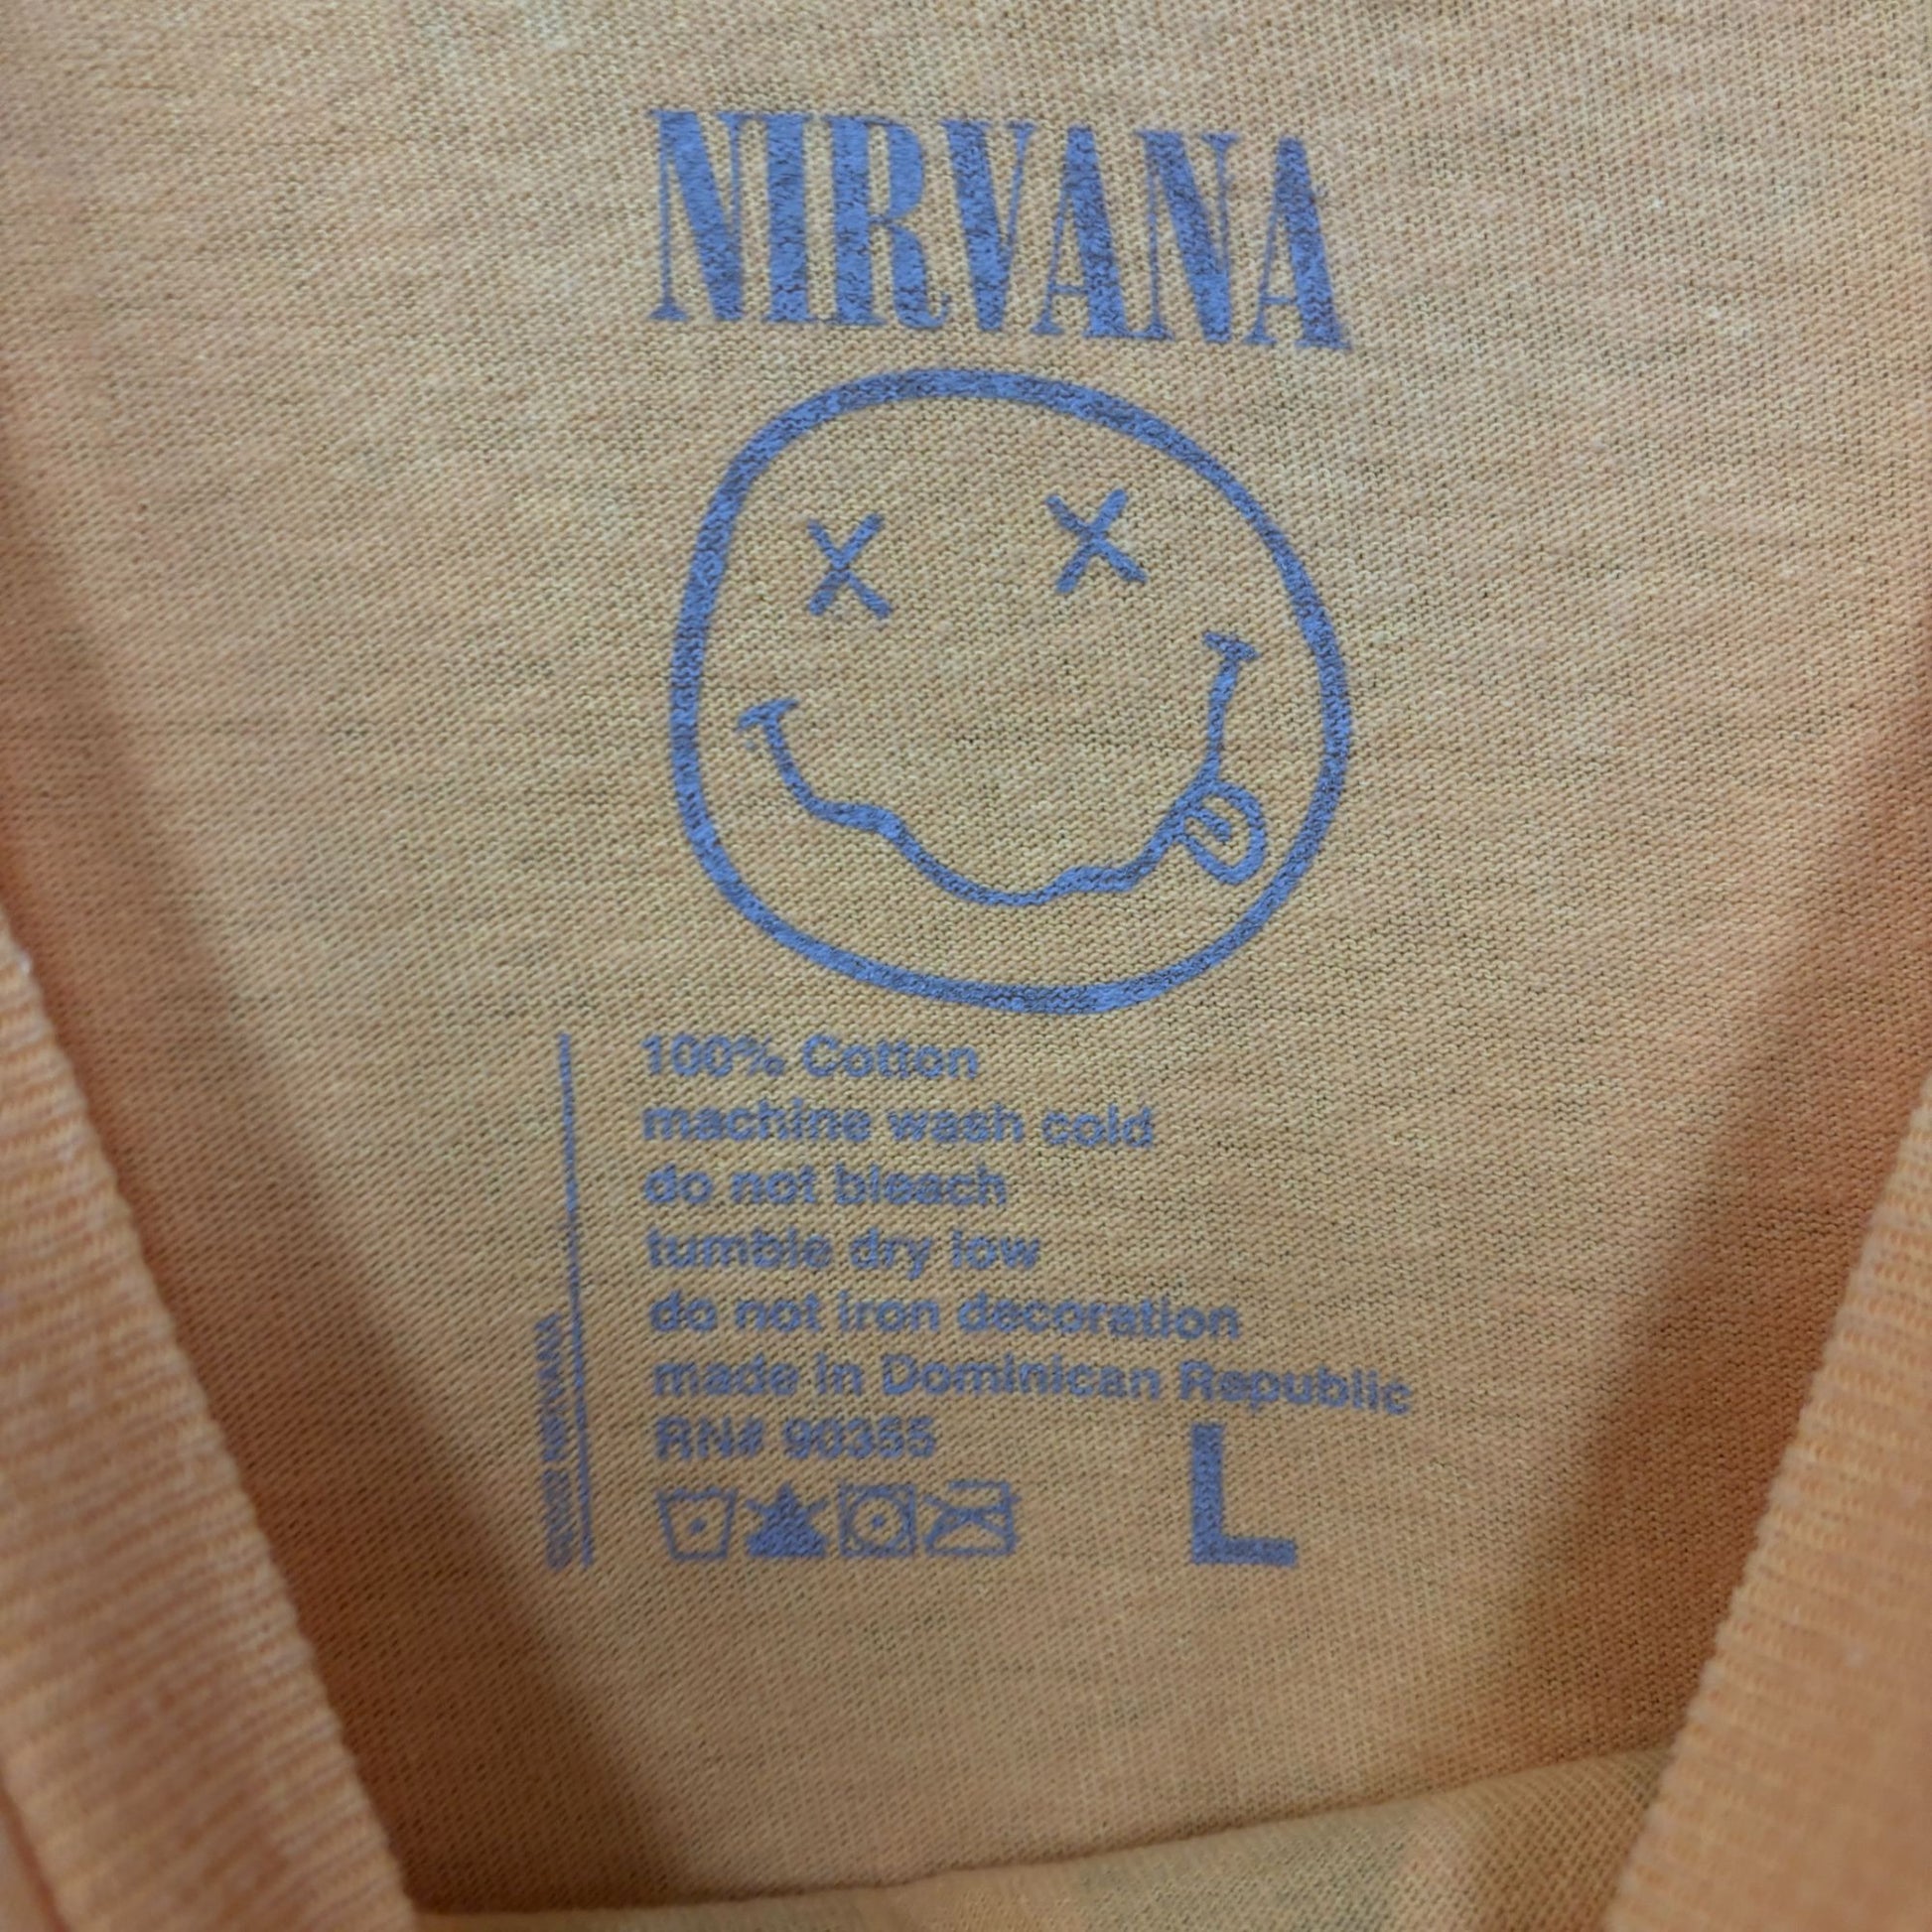 NIRVANA
100% Cotton
machine wash cold
do not bleach
tumble dry low
do not iron decoration
made in Dominican Republic
RN# 90355
L
NIRVANA